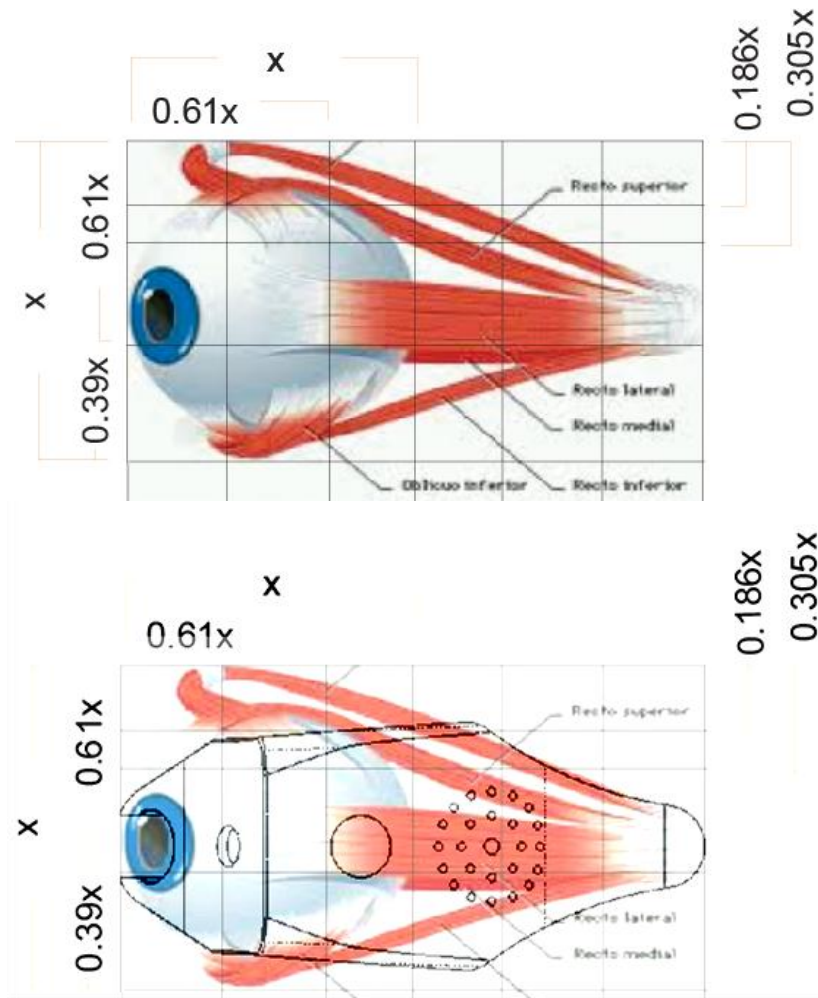 x
0.61x
0.186x
0.305x
0.61x
x
0.39x
Recto superior
Recto lateral
Recto medial
Oblicuo inferior
Recto inferior
x
0.61x
0.186x
0.305x
0.61x
x
0.39x
Recto superior
Recto lateral
Recto medial